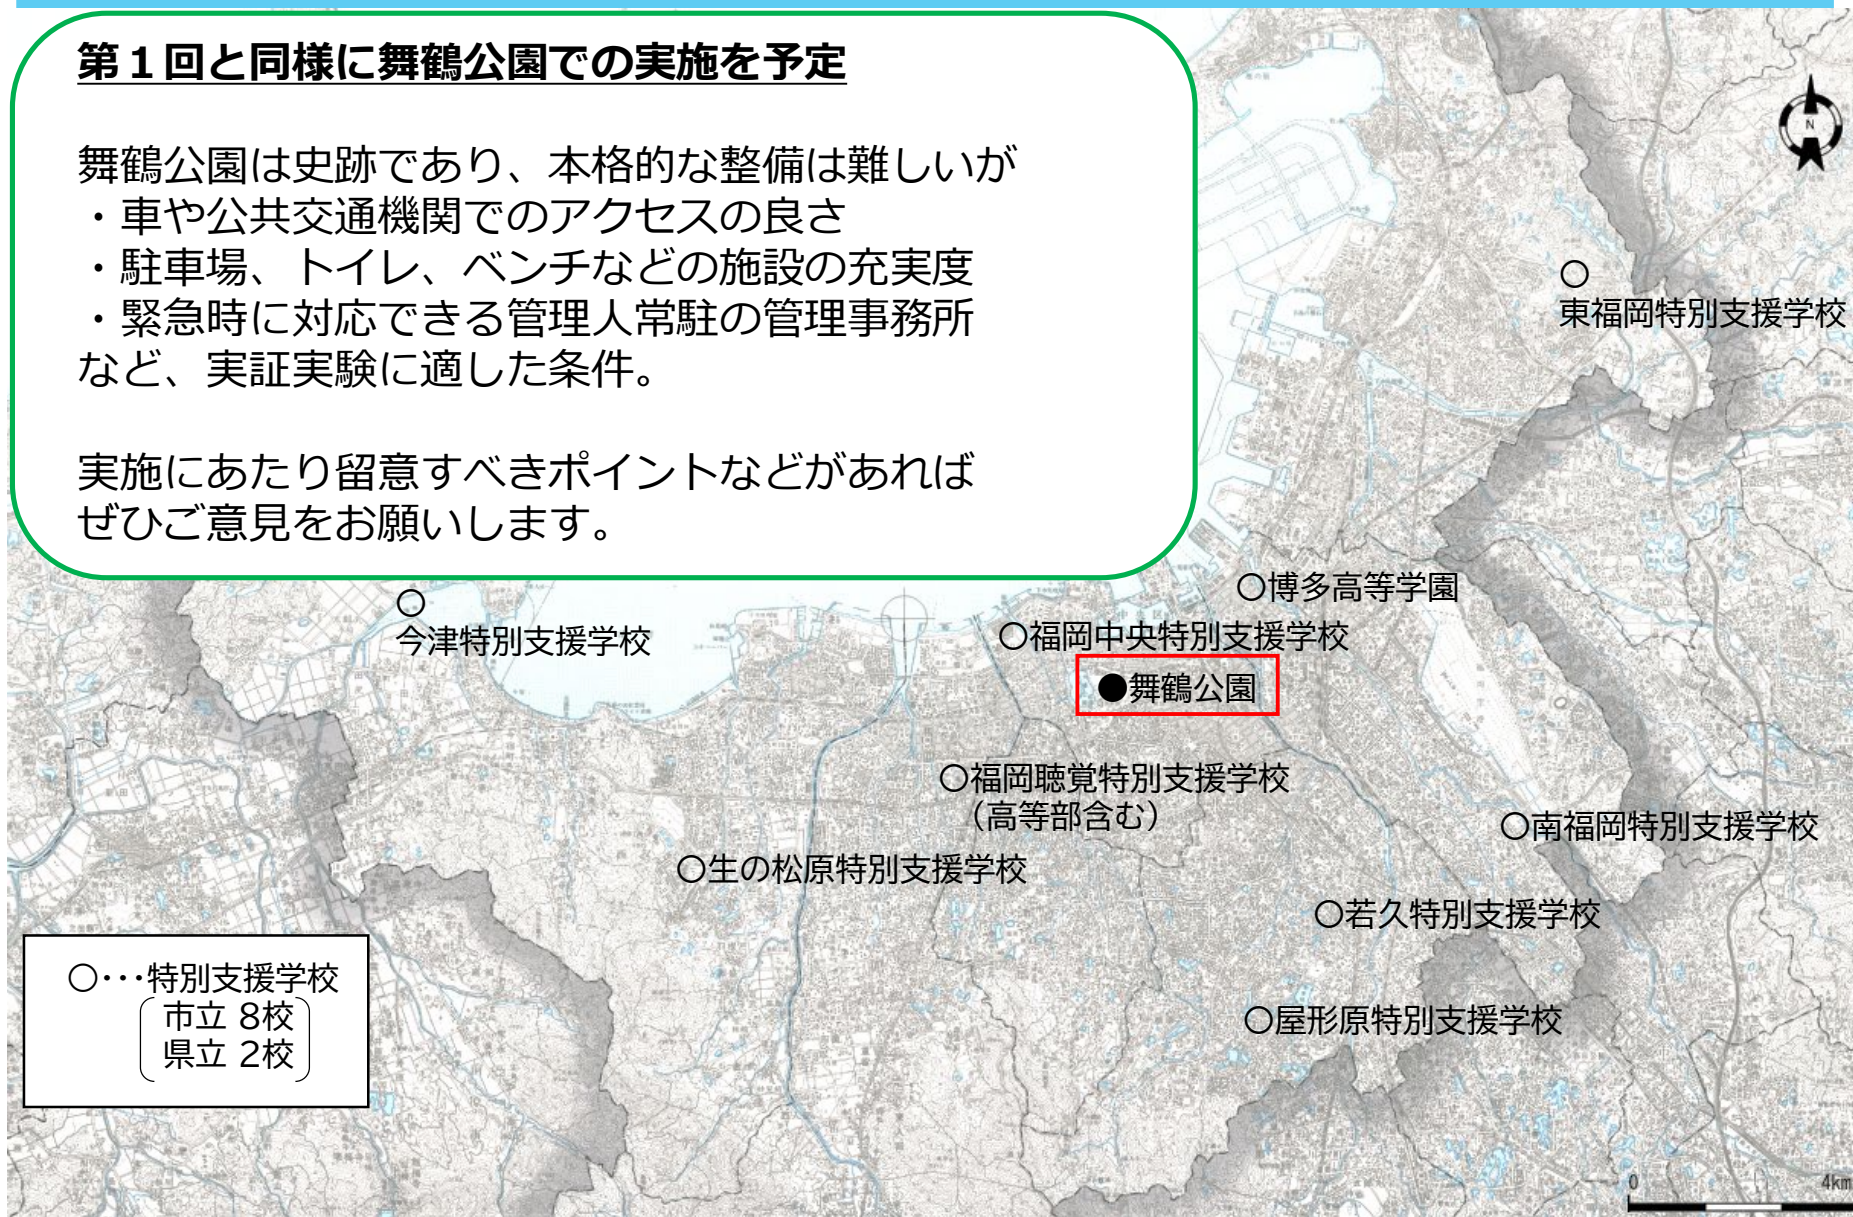 第1回と同様に舞鶴公園での実施を予定
舞鶴公園は史跡であり、本格的な整備は難しいが
・車や公共交通機関でのアクセスの良さ
・駐車場、トイレ、ベンチなどの施設の充実度
・緊急時に対応できる管理人常駐の管理事務所
など、実証実験に適した条件。
実施にあたり留意すべきポイントなどがあれば
ぜひご意見をお願いします。
N
○
東福岡特別支援学校
○博多高等学園
○
今津特別支援学校
○福岡中央特別支援学校
●舞鶴公園
○福岡聴覚特別支援学校
（高等部含む）
○南福岡特別支援学校
○生の松原特別支援学校
○若久特別支援学校
○屋形原特別支援学校
○･･･特別支援学校
市立 8校
県立 2校
0 4km